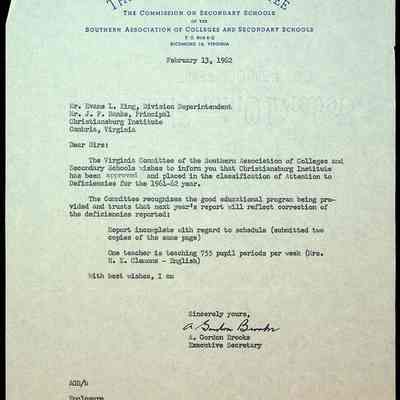 THE COMMISSION ON SECONDARY SCHOOLS
OF THE
SOUTHERN ASSOCIATION OF COLLEGES AND SECONDARY SCHOOLS
RICHMOND 16, VIRGINIA
February 13, 1962
Mr. Evans L. King, Division Superintendent
Mr. J. F. Banks, Principal
Christiansburg Institute
Cambria, Virginia
Dear Sirs:
The Virginia Committee of the Southern Association of Colleges and
Secondary Schools wishes to inform you that Christiansburg Institute
has been approved and placed in the classification of Attention to
Deficiencies for the 1961-62 year.
The Committee recognizes the good educational program being pro-
vided and trusts that next year's report will reflect correction of
the deficiencies reported:
Report incomplete with regard to schedule (submitted two
copies of the same page)
One teacher is teaching 755 pupil periods per week (Mrs.
Clemons - English)
With best wishes, I am
Sincerely yours,
A. Gordon Brooks
A. Gordon Brooks
Executive Secretary
AGB/b
Enclosure